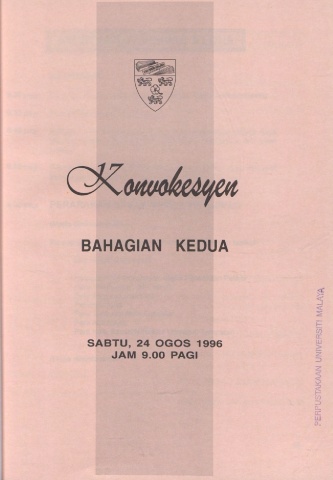 Konvokesyen
BAHAGIAN KEDUA
SABTU, 24 OGOS 1996
JAM 9.00 PAGI
PERPUSTAKAAN UNIVERSITI MALAYA